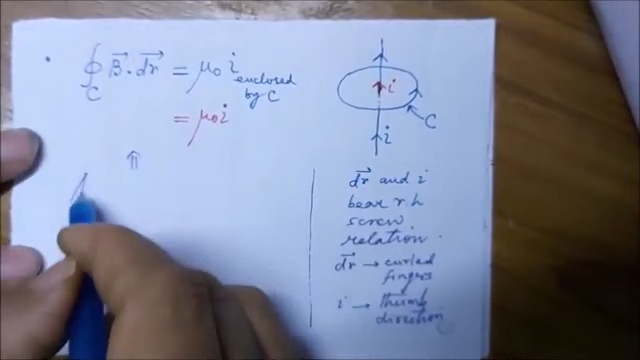 ∮ B⃗ · dr⃗ = μ₀ i enclosed
C by C
= μ₀i
⇑
i
C
i
dr⃗ and i
bear r.h
screw
relation.
dr⃗ → curled
fingers
i → thumb
direction